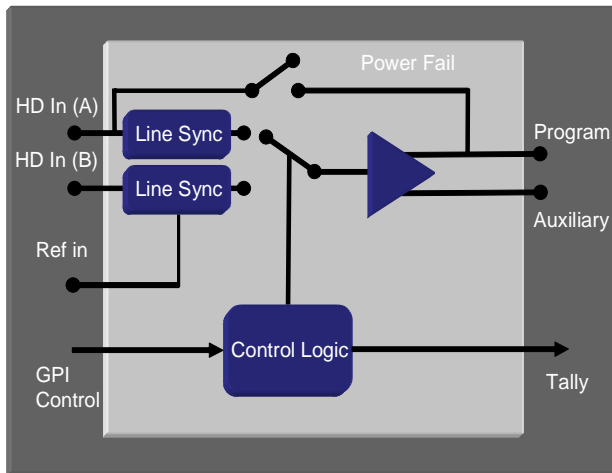 Power Fail
HD In (A)
Line Sync
Program
HD In (B)
Line Sync
Auxiliary
Ref in
Control Logic
GPI
Control
Tally